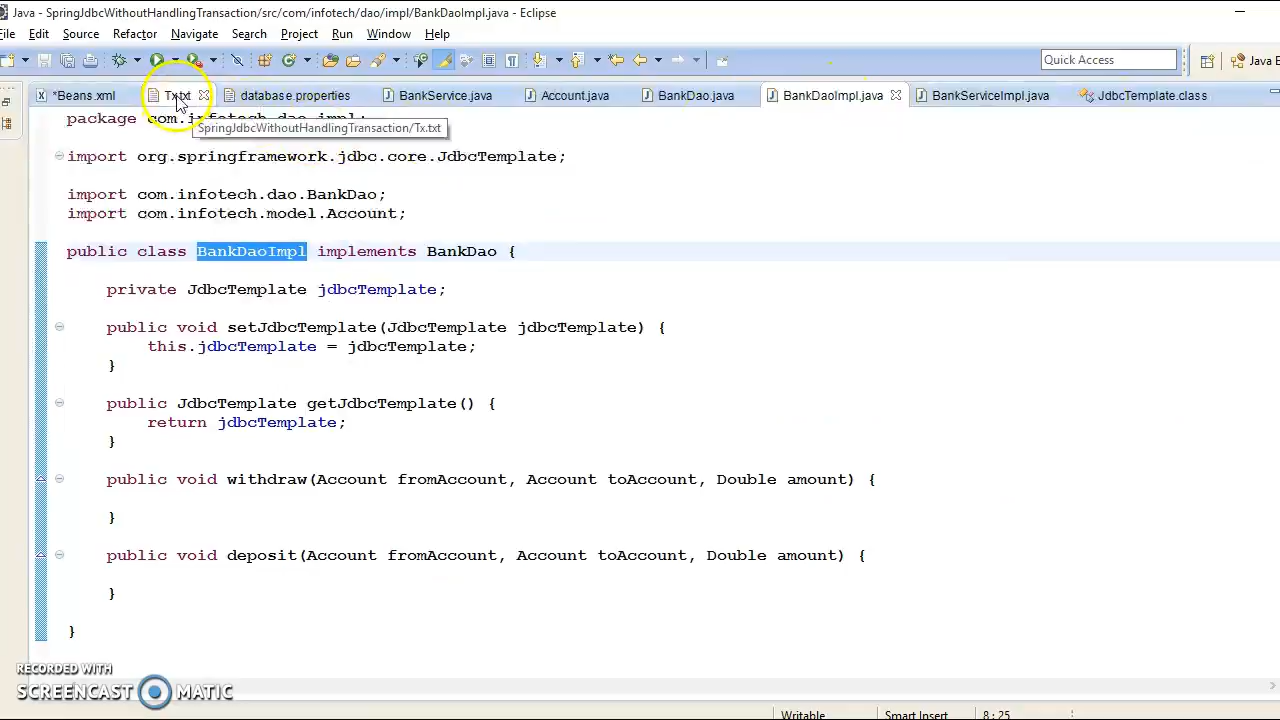 Java - SpringJdbcWithoutHandlingTransaction/src/com/infotech/dao/impl/BankDaoImpl.java - Eclipse
File Edit Source Refactor Navigate Search Project Run Window Help
Quick Access
Java E
*Beans.xml Tx.txt database.properties BankService.java Account.java BankDao.java BankDaoImpl.java BankServiceImpl.java JdbcTemplate.class
package com.infotech.dao.impl;
SpringJdbcWithoutHandlingTransaction/Tx.txt
import org.springframework.jdbc.core.JdbcTemplate;
import com.infotech.dao.BankDao;
import com.infotech.model.Account;
public class BankDaoImpl implements BankDao {
private JdbcTemplate jdbcTemplate;
public void setJdbcTemplate(JdbcTemplate jdbcTemplate) {
this.jdbcTemplate = jdbcTemplate;
}
public JdbcTemplate getJdbcTemplate() {
return jdbcTemplate;
}
public void withdraw(Account fromAccount, Account toAccount, Double amount) {
}
public void deposit(Account fromAccount, Account toAccount, Double amount) {
}
}
RECORDED WITH
SCREENCAST MATIC
Writable Smart Insert 8 : 25